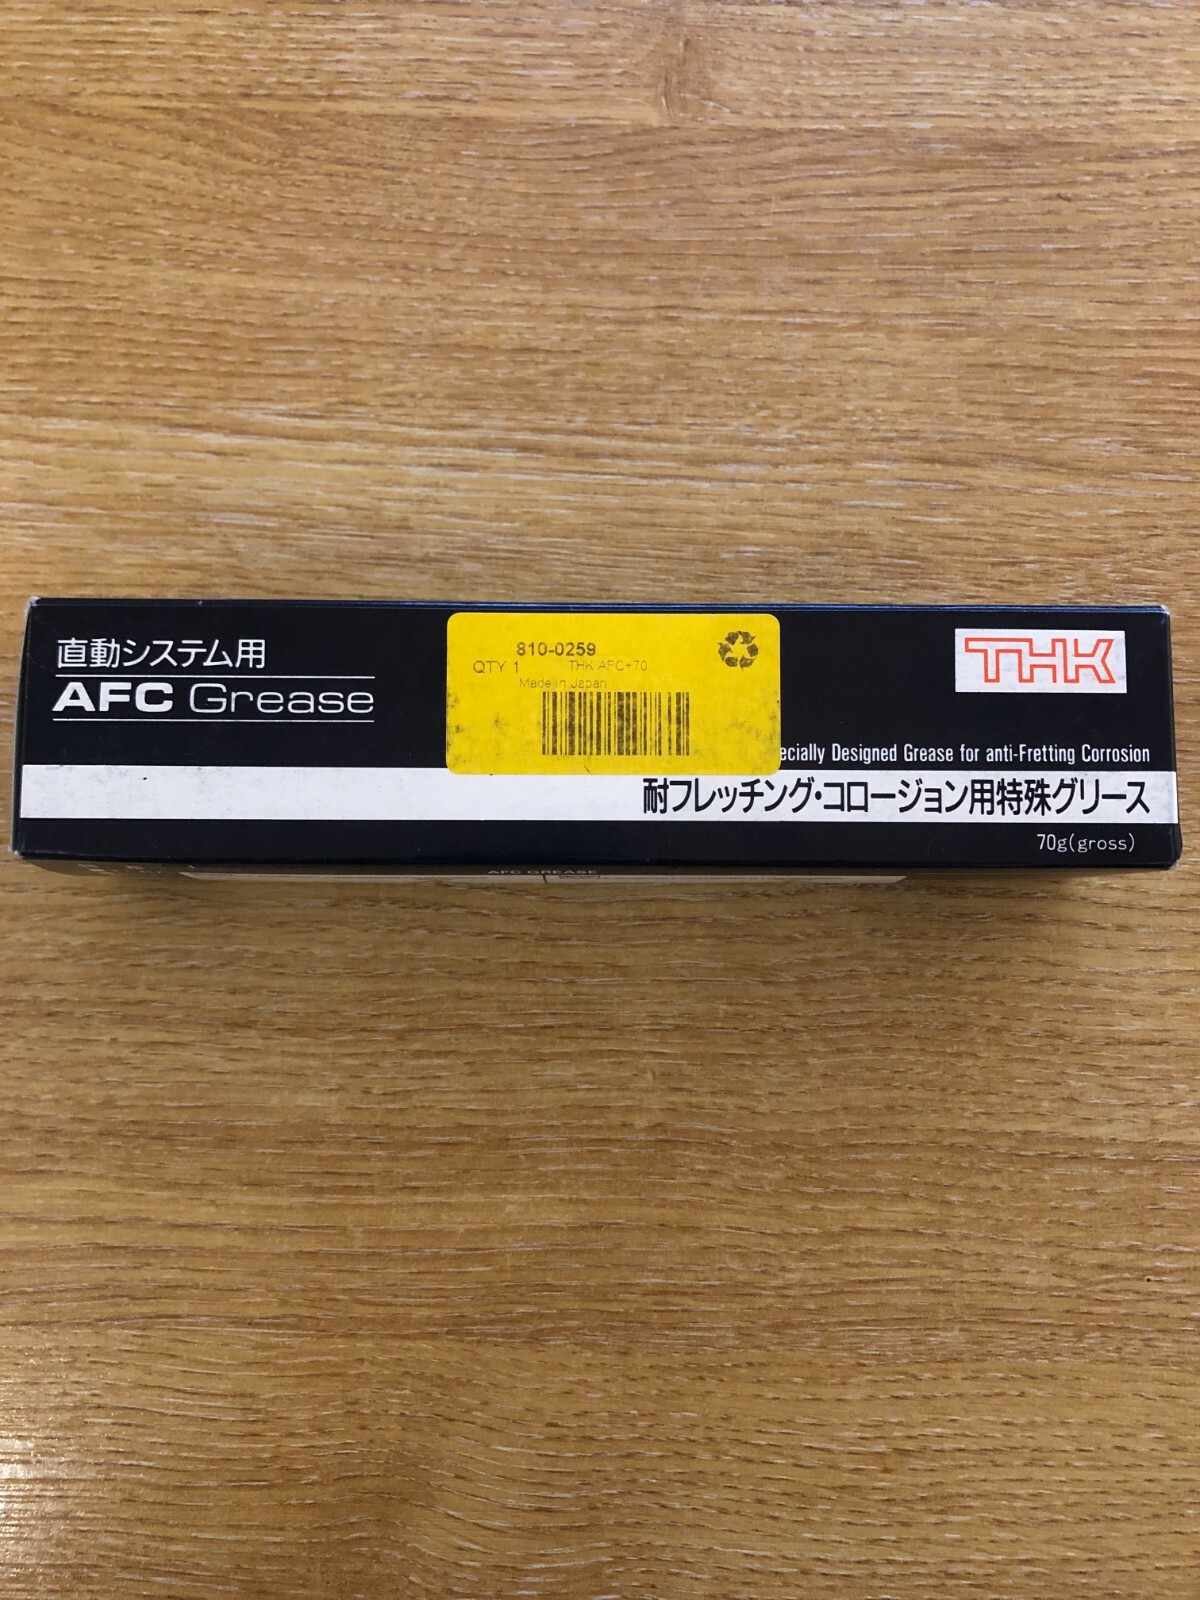 直動システム用
AFC Grease
810-0259
QTY 1 THK AFC+70
Made in Japan
THK
ecially Designed Grease for anti-Fretting Corrosion
耐フレッチング・コロージョン用特殊グリース
70g(gross)
AFC GREASE